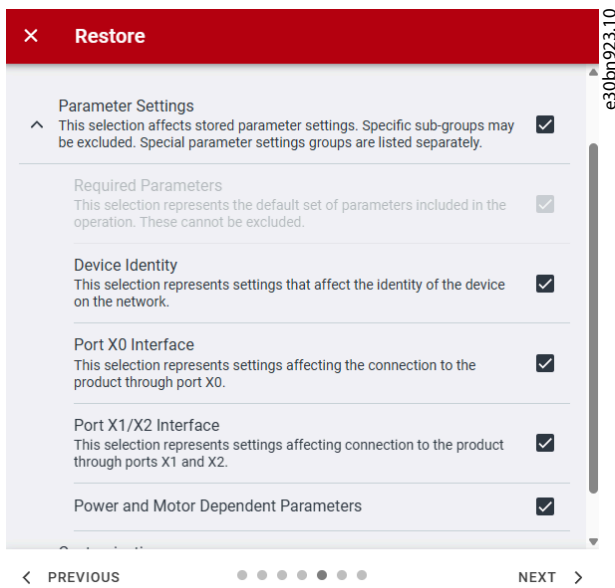 × Restore
e30bn923.10
Parameter Settings
This selection affects stored parameter settings. Specific sub-groups may
be excluded. Special parameter settings groups are listed separately.
Required Parameters
This selection represents the default set of parameters included in the
operation. These cannot be excluded.
Device Identity
This selection represents settings that affect the identity of the device
on the network.
Port X0 Interface
This selection represents settings affecting the connection to the
product through port X0.
Port X1/X2 Interface
This selection represents settings affecting connection to the product
through ports X1 and X2.
Power and Motor Dependent Parameters
PREVIOUS
NEXT